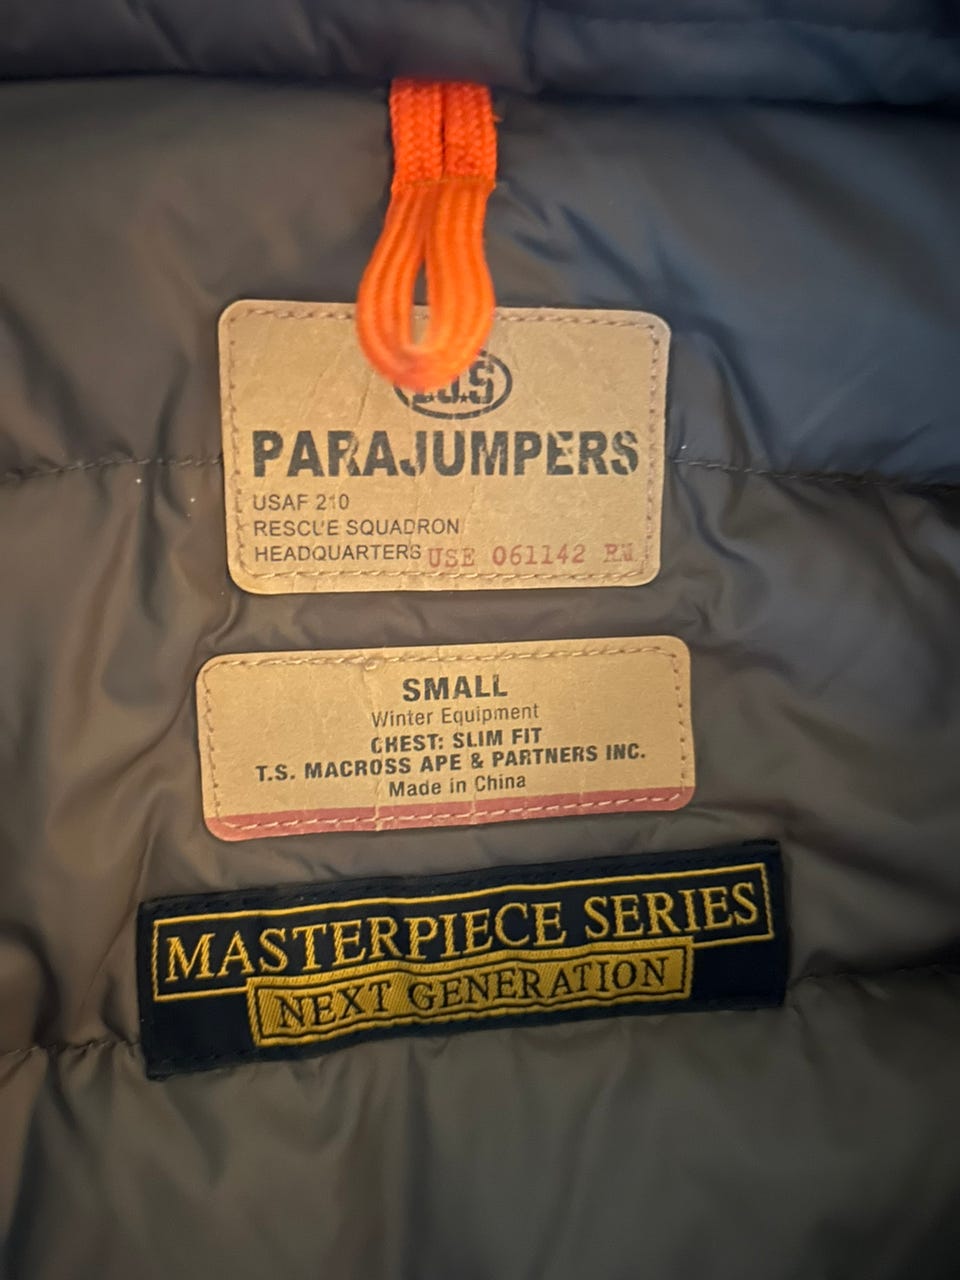 PARAJUMPERS
USAF 210
RESCUE SQUADRON
HEADQUARTERS USE 061142
SMALL
Winter Equipment
CHEST: SLIM FIT
T.S. MACROSS APE & PARTNERS INC.
Made in China
MASTERPIECE SERIES
NEXT GENERATION